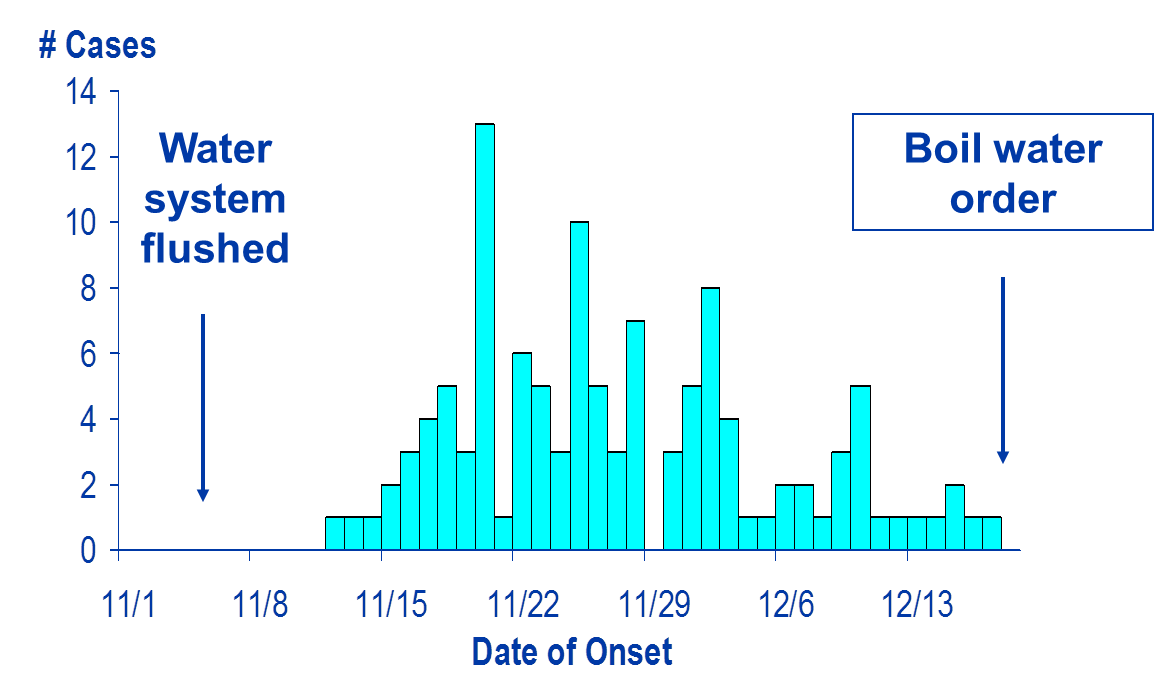 # Cases
14
12
10
8
6
4
2
0
Water
system
flushed
Boil water
order
11/1 11/8 11/15 11/22 11/29 12/6 12/13
Date of Onset